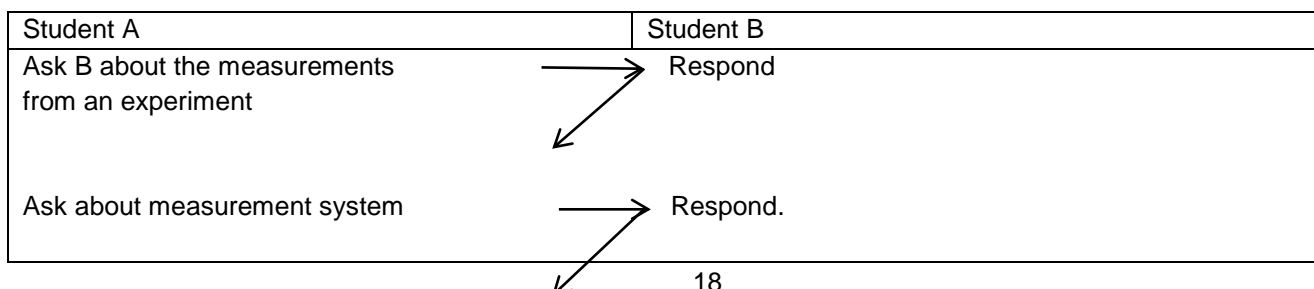 Student A Student B
Ask B about the measurements Respond
from an experiment
Ask about measurement system Respond.
18